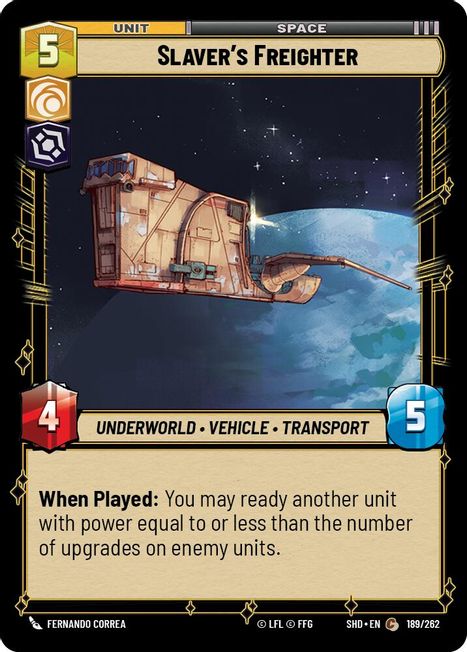 UNIT SPACE
5 SLAVER'S FREIGHTER
4 UNDERWORLD • VEHICLE • TRANSPORT 5
When Played: You may ready another unit
with power equal to or less than the number
of upgrades on enemy units.
FERNANDO CORREA © LFL © FFG SHD • EN C 189/262